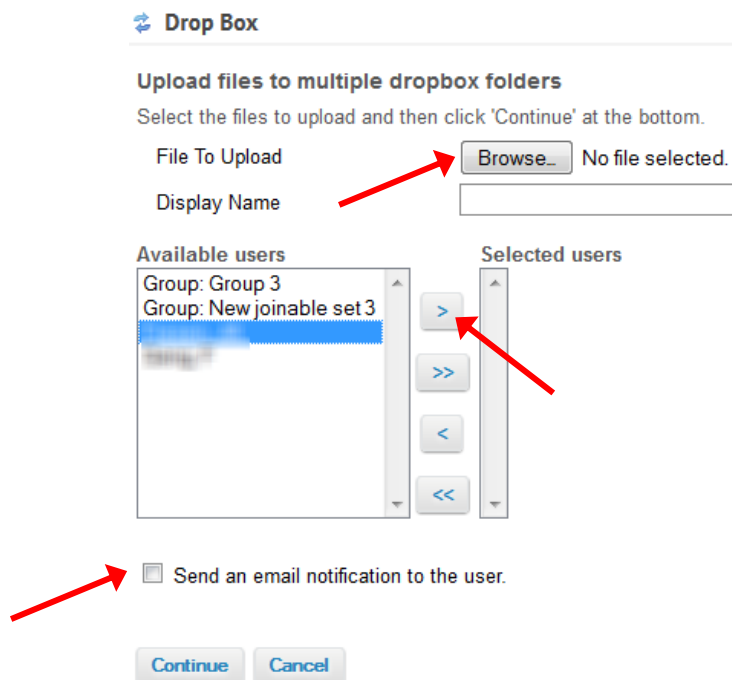 Drop Box
Upload files to multiple dropbox folders
Select the files to upload and then click 'Continue' at the bottom.
File To Upload Browse... No file selected.
Display Name
Available users Selected users
Group: Group 3
Group: New joinable set 3
>
>>
<
<<
Send an email notification to the user.
Continue Cancel